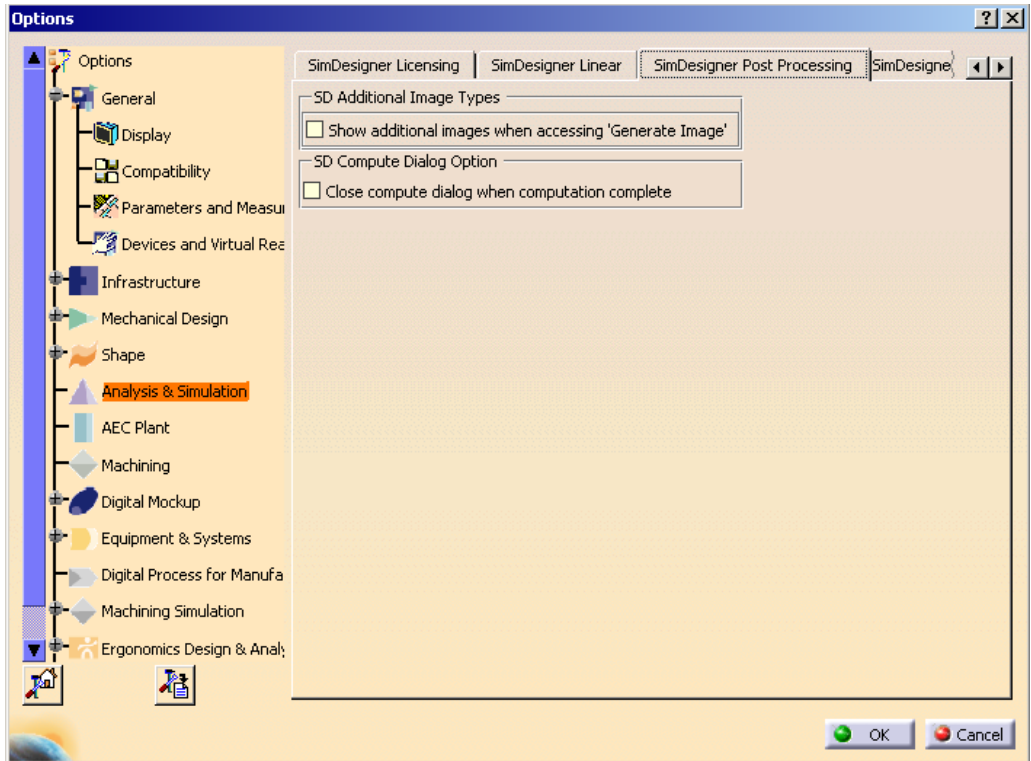 Options
Options
General
Display
Compatibility
Parameters and Measu
Devices and Virtual Rea
Infrastructure
Mechanical Design
Shape
Analysis & Simulation
AEC Plant
Machining
Digital Mockup
Equipment & Systems
Digital Process for Manufa
Machining Simulation
Ergonomics Design & Analy
SimDesigner Licensing
SimDesigner Linear
SimDesigner Post Processing
SimDesigne
SD Additional Image Types
Show additional images when accessing 'Generate Image'
SD Compute Dialog Option
Close compute dialog when computation complete
OK
Cancel